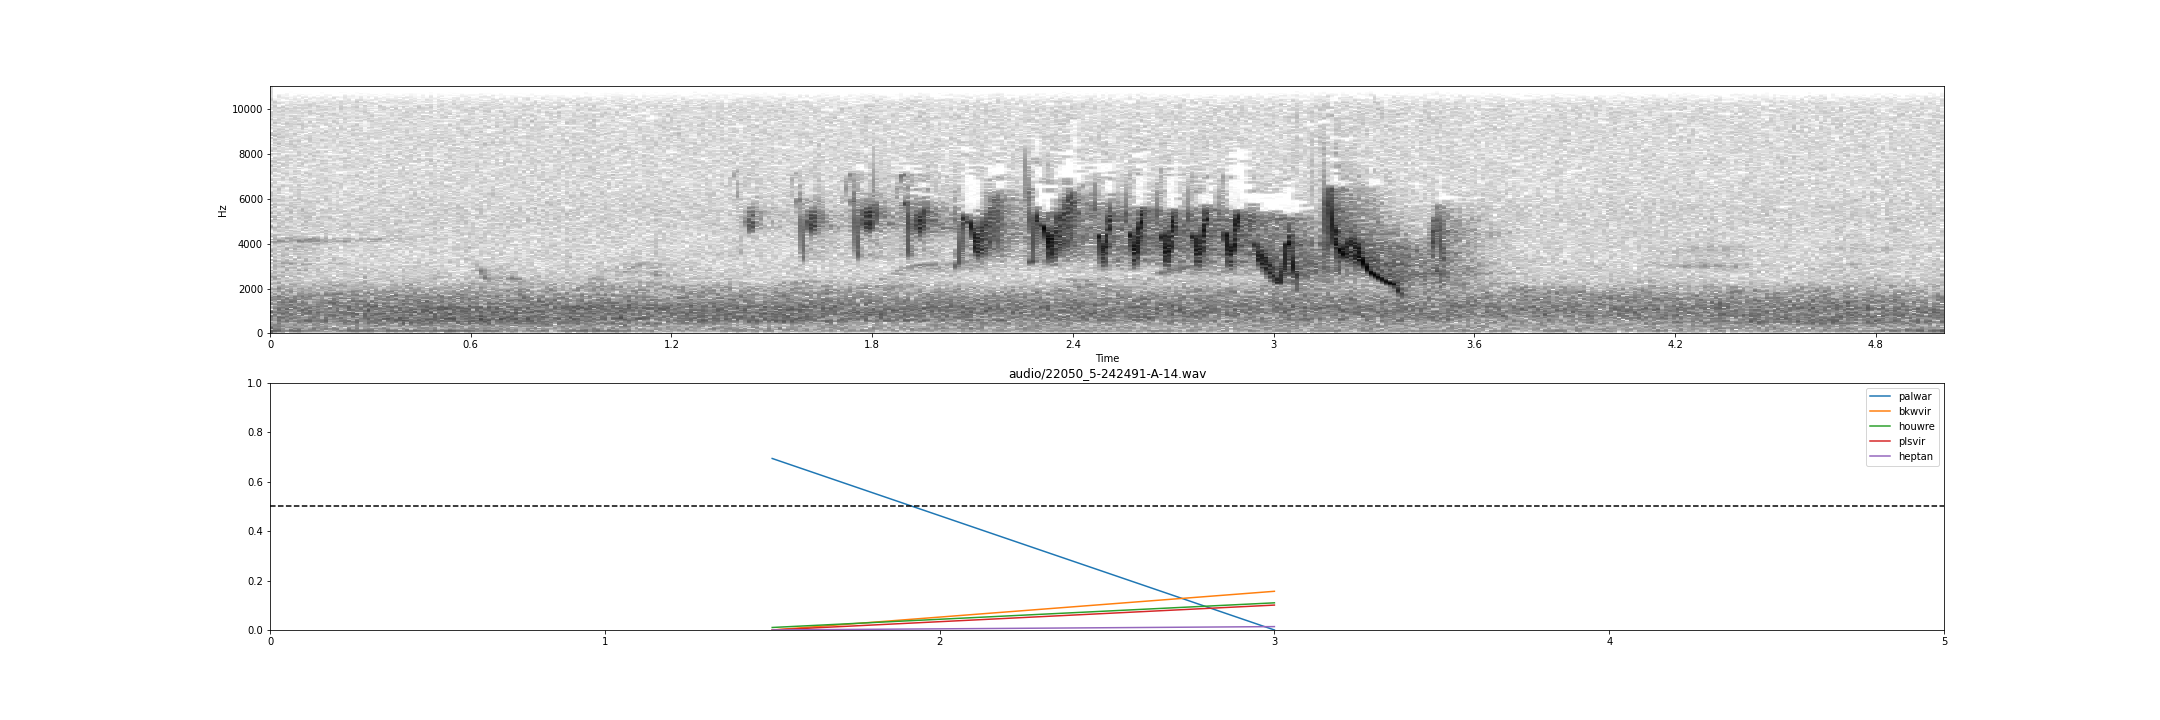 10000
8000
6000
4000
2000
0
Hz
0 0.6 1.2 1.8 2.4 3 3.6 4.2 4.8
Time
audio/22050_5-242491-A-14.wav
1.0
0.8
0.6
0.4
0.2
0.0
palwar
bkwvir
houwre
plsvir
heptan
0 1 2 3 4 5